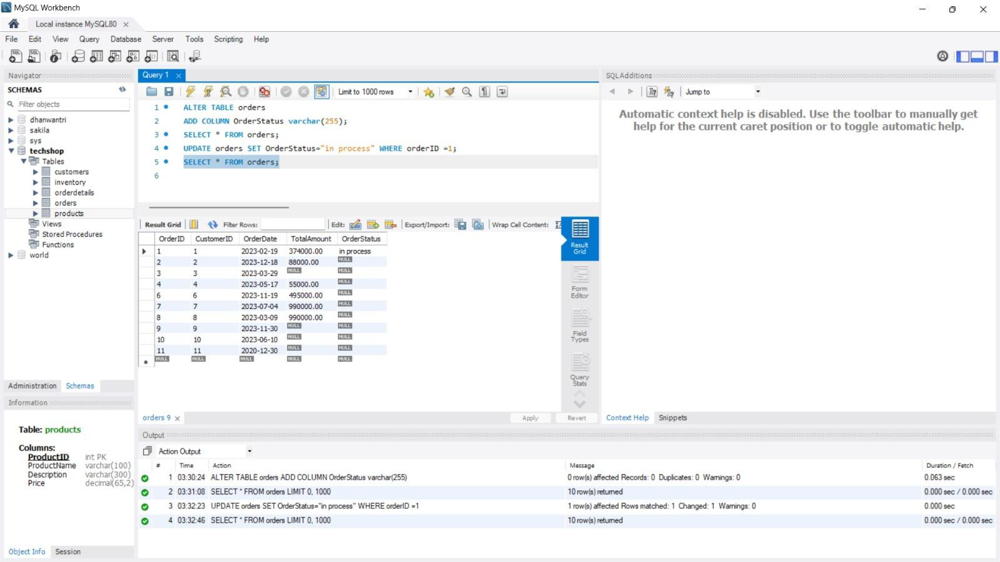 MySQL Workbench
Local instance MySQL80
File Edit View Query Database Server Tools Scripting Help
Navigator
SCHEMAS
Filter objects
dhanwantri
sakila
sys
techshop
Tables
customers
inventory
orderdetails
orders
products
Views
Stored Procedures
Functions
world
Administration Schemas
Information
Table: products
Columns:
ProductID int PK
ProductName varchar(100)
Description varchar(300)
Price decimal(65,2)
Object Info Session
Query 1
Limit to 1000 rows
1 ALTER TABLE orders
2 ADD COLUMN OrderStatus varchar(255);
3 SELECT * FROM orders;
4 UPDATE orders SET OrderStatus="in process" WHERE orderID =1;
5 SELECT * FROM orders;
6
Result Grid Filter Rows: Edit: Export/Import: Wrap Cell Content:
OrderID CustomerID OrderDate TotalAmount OrderStatus
1 1 2023-02-19 374000.00 in process
2 2 2023-12-18 88000.00 NULL
3 3 2023-03-29 NULL NULL
4 4 2023-05-17 55000.00 NULL
6 6 2023-11-19 495000.00 NULL
7 7 2023-07-04 990000.00 NULL
8 8 2023-03-09 990000.00 NULL
9 9 2023-11-30 NULL NULL
10 10 2023-06-10 NULL NULL
11 11 2020-12-30 NULL NULL
NULL NULL NULL NULL NULL
Result
Grid
Form
Editor
Field
Types
Query
Stats
orders 9 Apply Revert
SQLAdditions
Jump to
Automatic context help is disabled. Use the toolbar to manually get
help for the current caret position or to toggle automatic help.
Context Help Snippets
Output
Action Output
# Time Action Message Duration / Fetch
1 03:30:24 ALTER TABLE orders ADD COLUMN OrderStatus varchar(255) 0 row(s) affected Records: 0 Duplicates: 0 Warnings: 0 0.063 sec
2 03:31:08 SELECT * FROM orders LIMIT 0, 1000 10 row(s) returned 0.000 sec / 0.000 sec
3 03:32:23 UPDATE orders SET OrderStatus="in process" WHERE orderID =1 1 row(s) affected Rows matched: 1 Changed: 1 Warnings: 0 0.000 sec
4 03:32:46 SELECT * FROM orders LIMIT 0, 1000 10 row(s) returned 0.000 sec / 0.000 sec